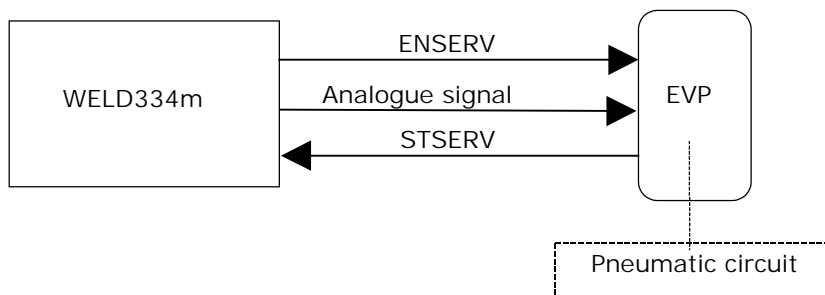 ENSERV
WELD334m
Analogue signal
EVP
STSERV
Pneumatic circuit